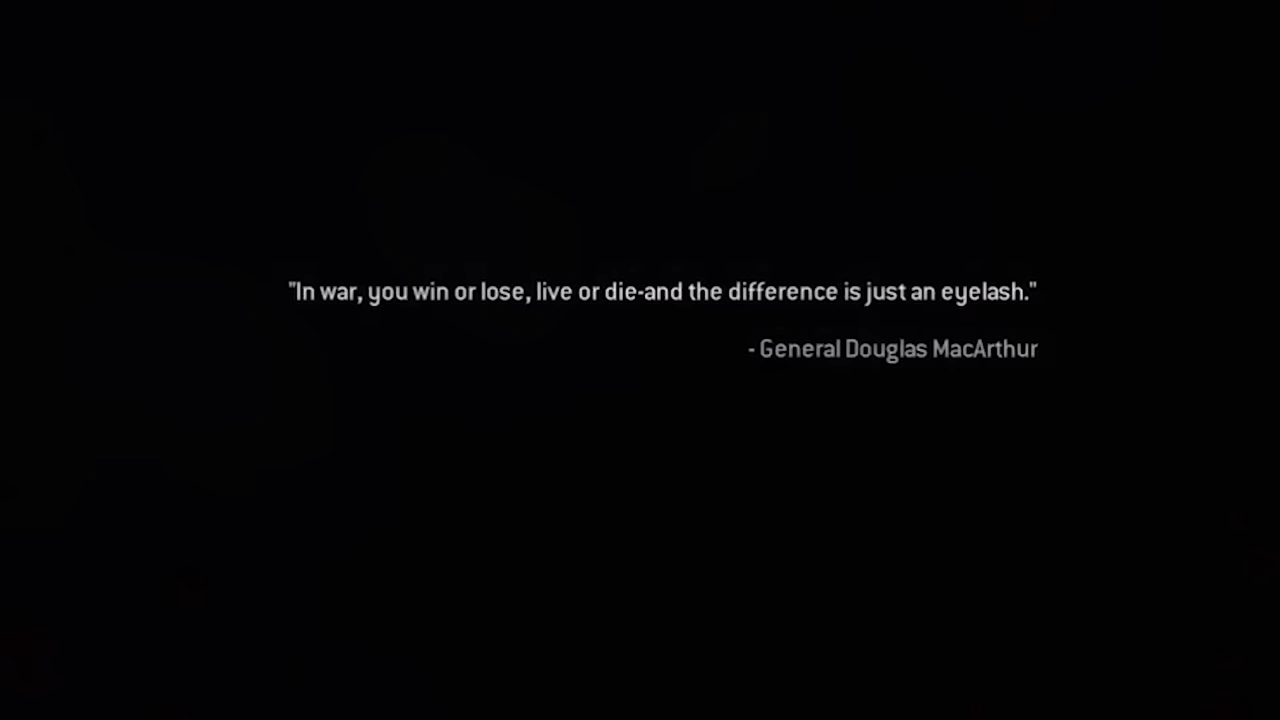 "In war, you win or lose, live or die-and the difference is just an eyelash."
- General Douglas MacArthur